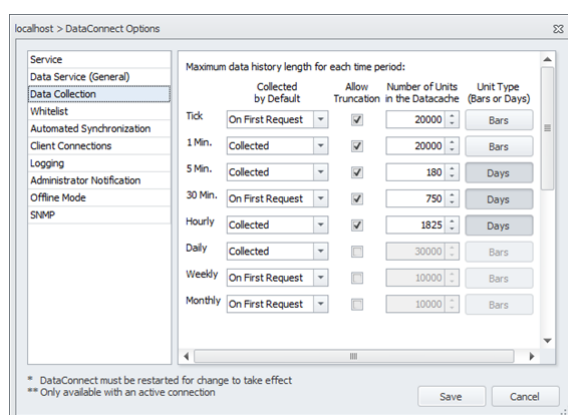 localhost > DataConnect Options
Service
Data Service (General)
Data Collection
Whitelist
Automated Synchronization
Client Connections
Logging
Administrator Notification
Offline Mode
SNMP
Maximum data history length for each time period:
Collected by Default Allow Truncation Number of Units in the Datacache Unit Type (Bars or Days)
Tick On First Request 20000 Bars
1 Min. Collected 20000 Bars
5 Min. Collected 180 Days
30 Min. On First Request 750 Days
Hourly Collected 1825 Days
Daily Collected 30000 Bars
Weekly On First Request 10000 Bars
Monthly On First Request 10000 Bars
* DataConnect must be restarted for change to take effect
** Only available with an active connection
Save Cancel